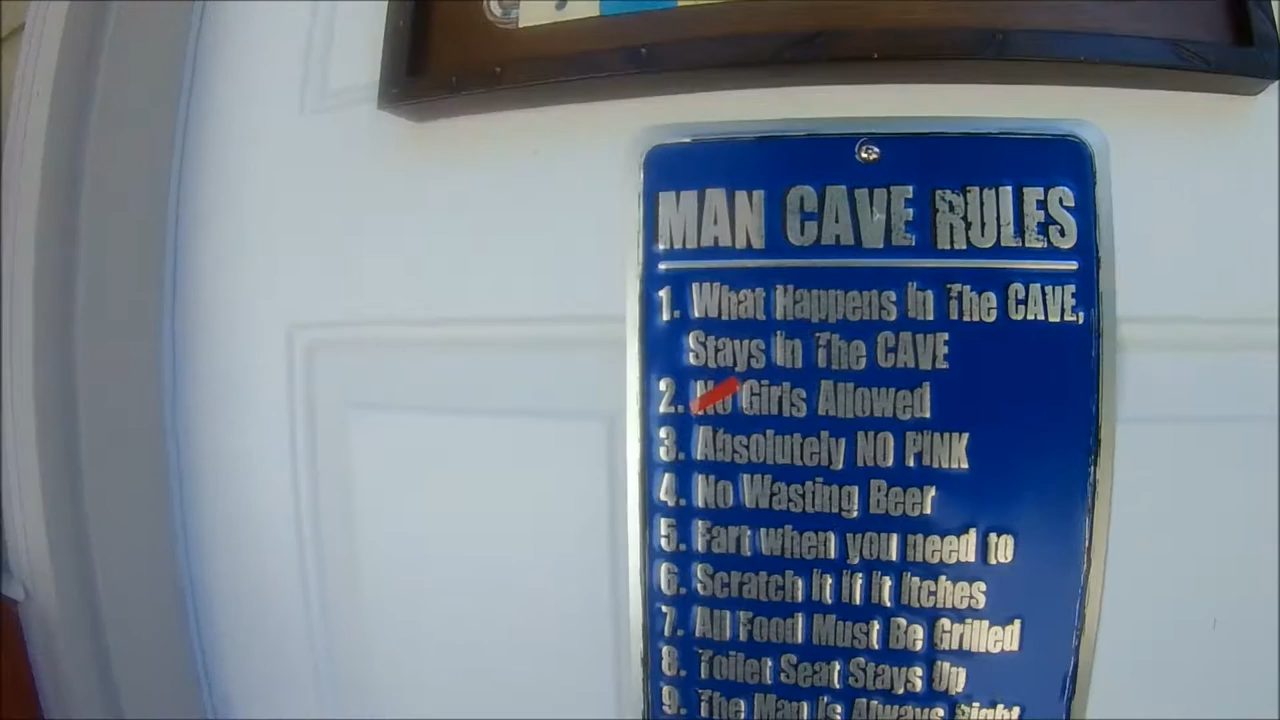 MAN CAVE RULES
1. What Happens In The CAVE,
Stays In The CAVE
2. No Girls Allowed
3. Absolutely NO PINK
4. No Wasting Beer
5. Fart when you need to
6. Scratch It If It Itches
7. All Food Must Be Grilled
8. Toilet Seat Stays Up
9. The Man Is Always Right